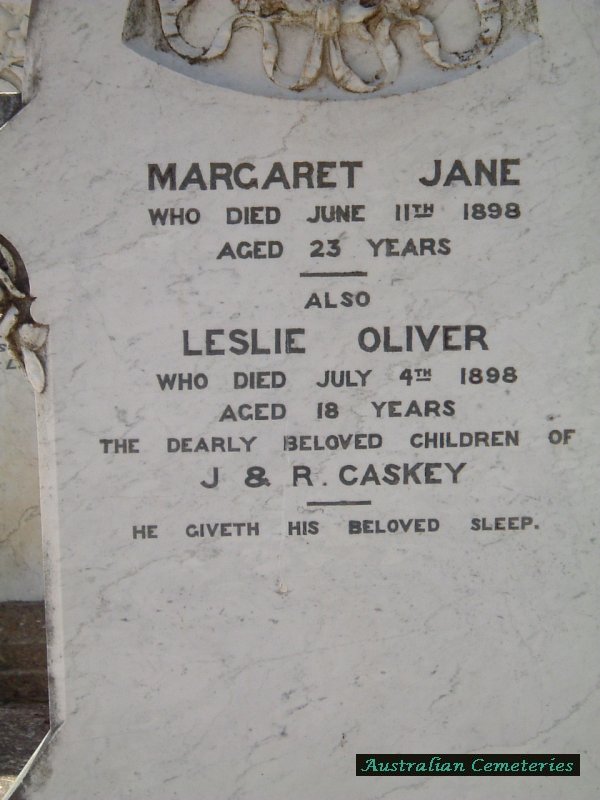 MARGARET JANE
WHO DIED JUNE 11TH 1898
AGED 23 YEARS
ALSO
LESLIE OLIVER
WHO DIED JULY 4TH 1898
AGED 18 YEARS
THE DEARLY BELOVED CHILDREN OF
J & R. CASKEY
HE GIVETH HIS BELOVED SLEEP.
Australian Cemeteries